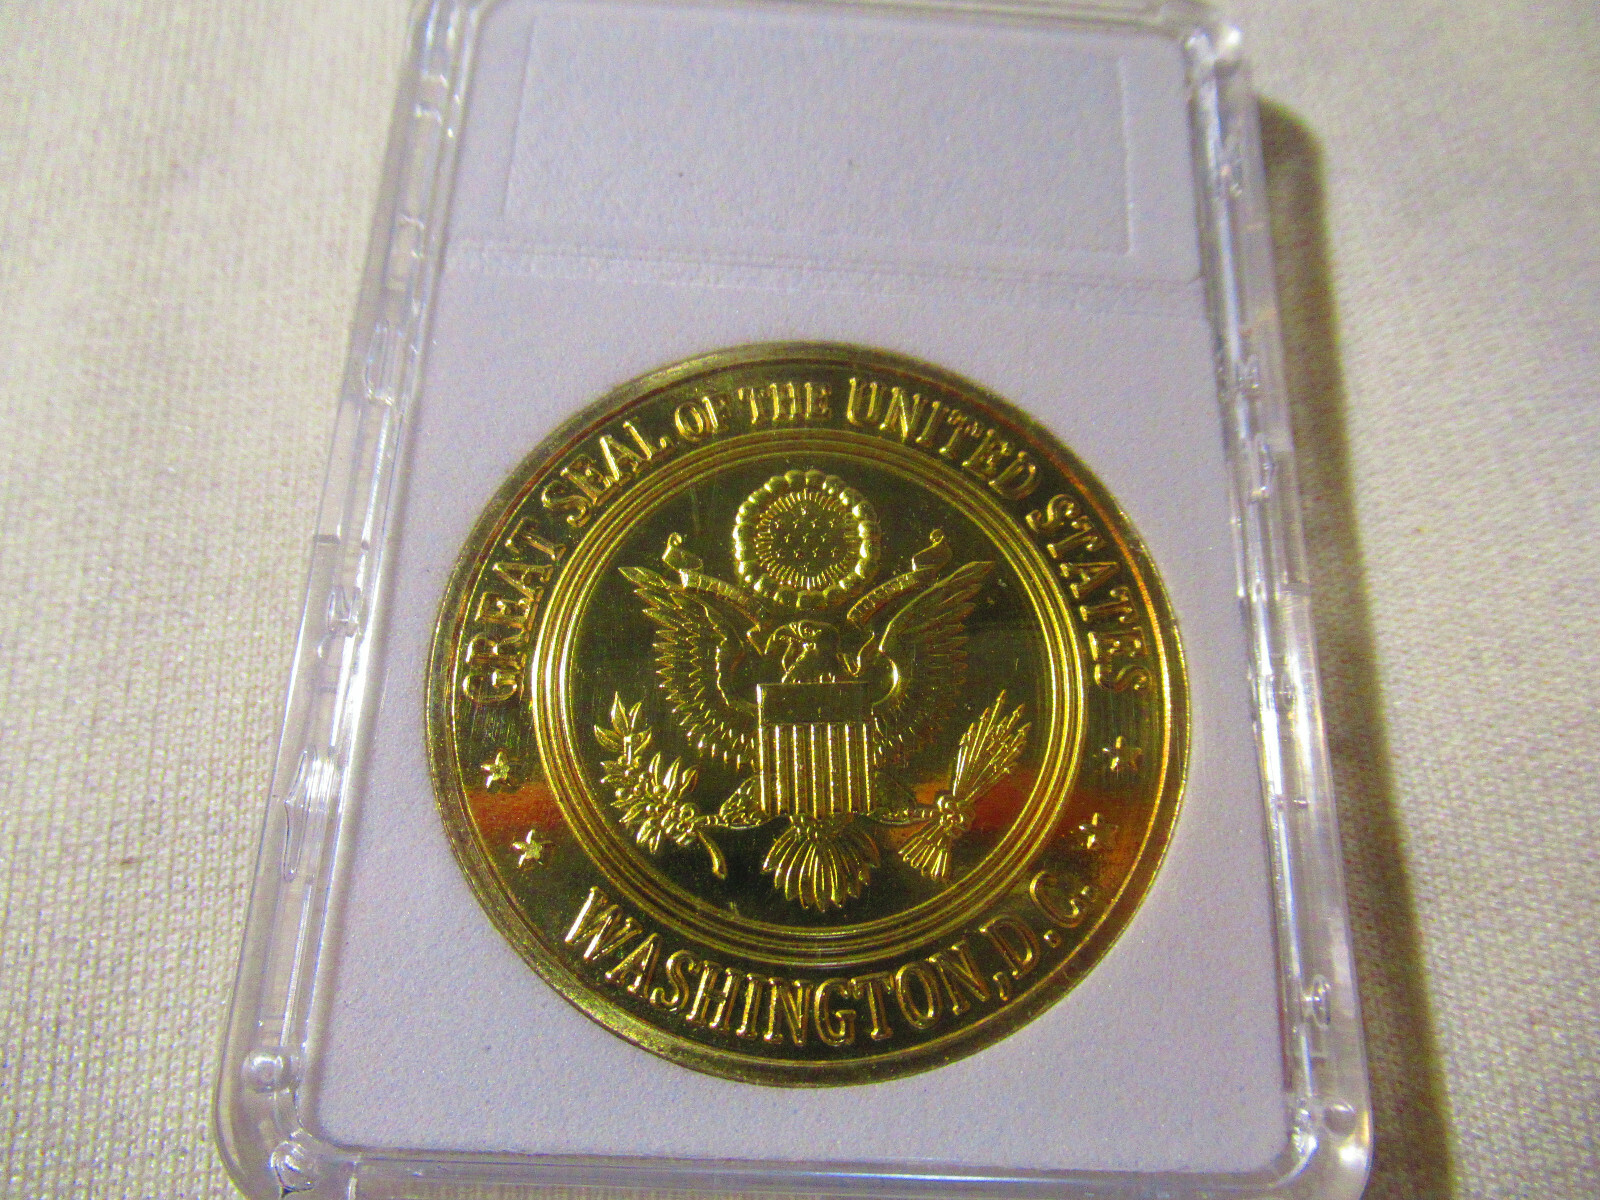 GREAT SEAL OF THE UNITED STATES
WASHINGTON, D.C.